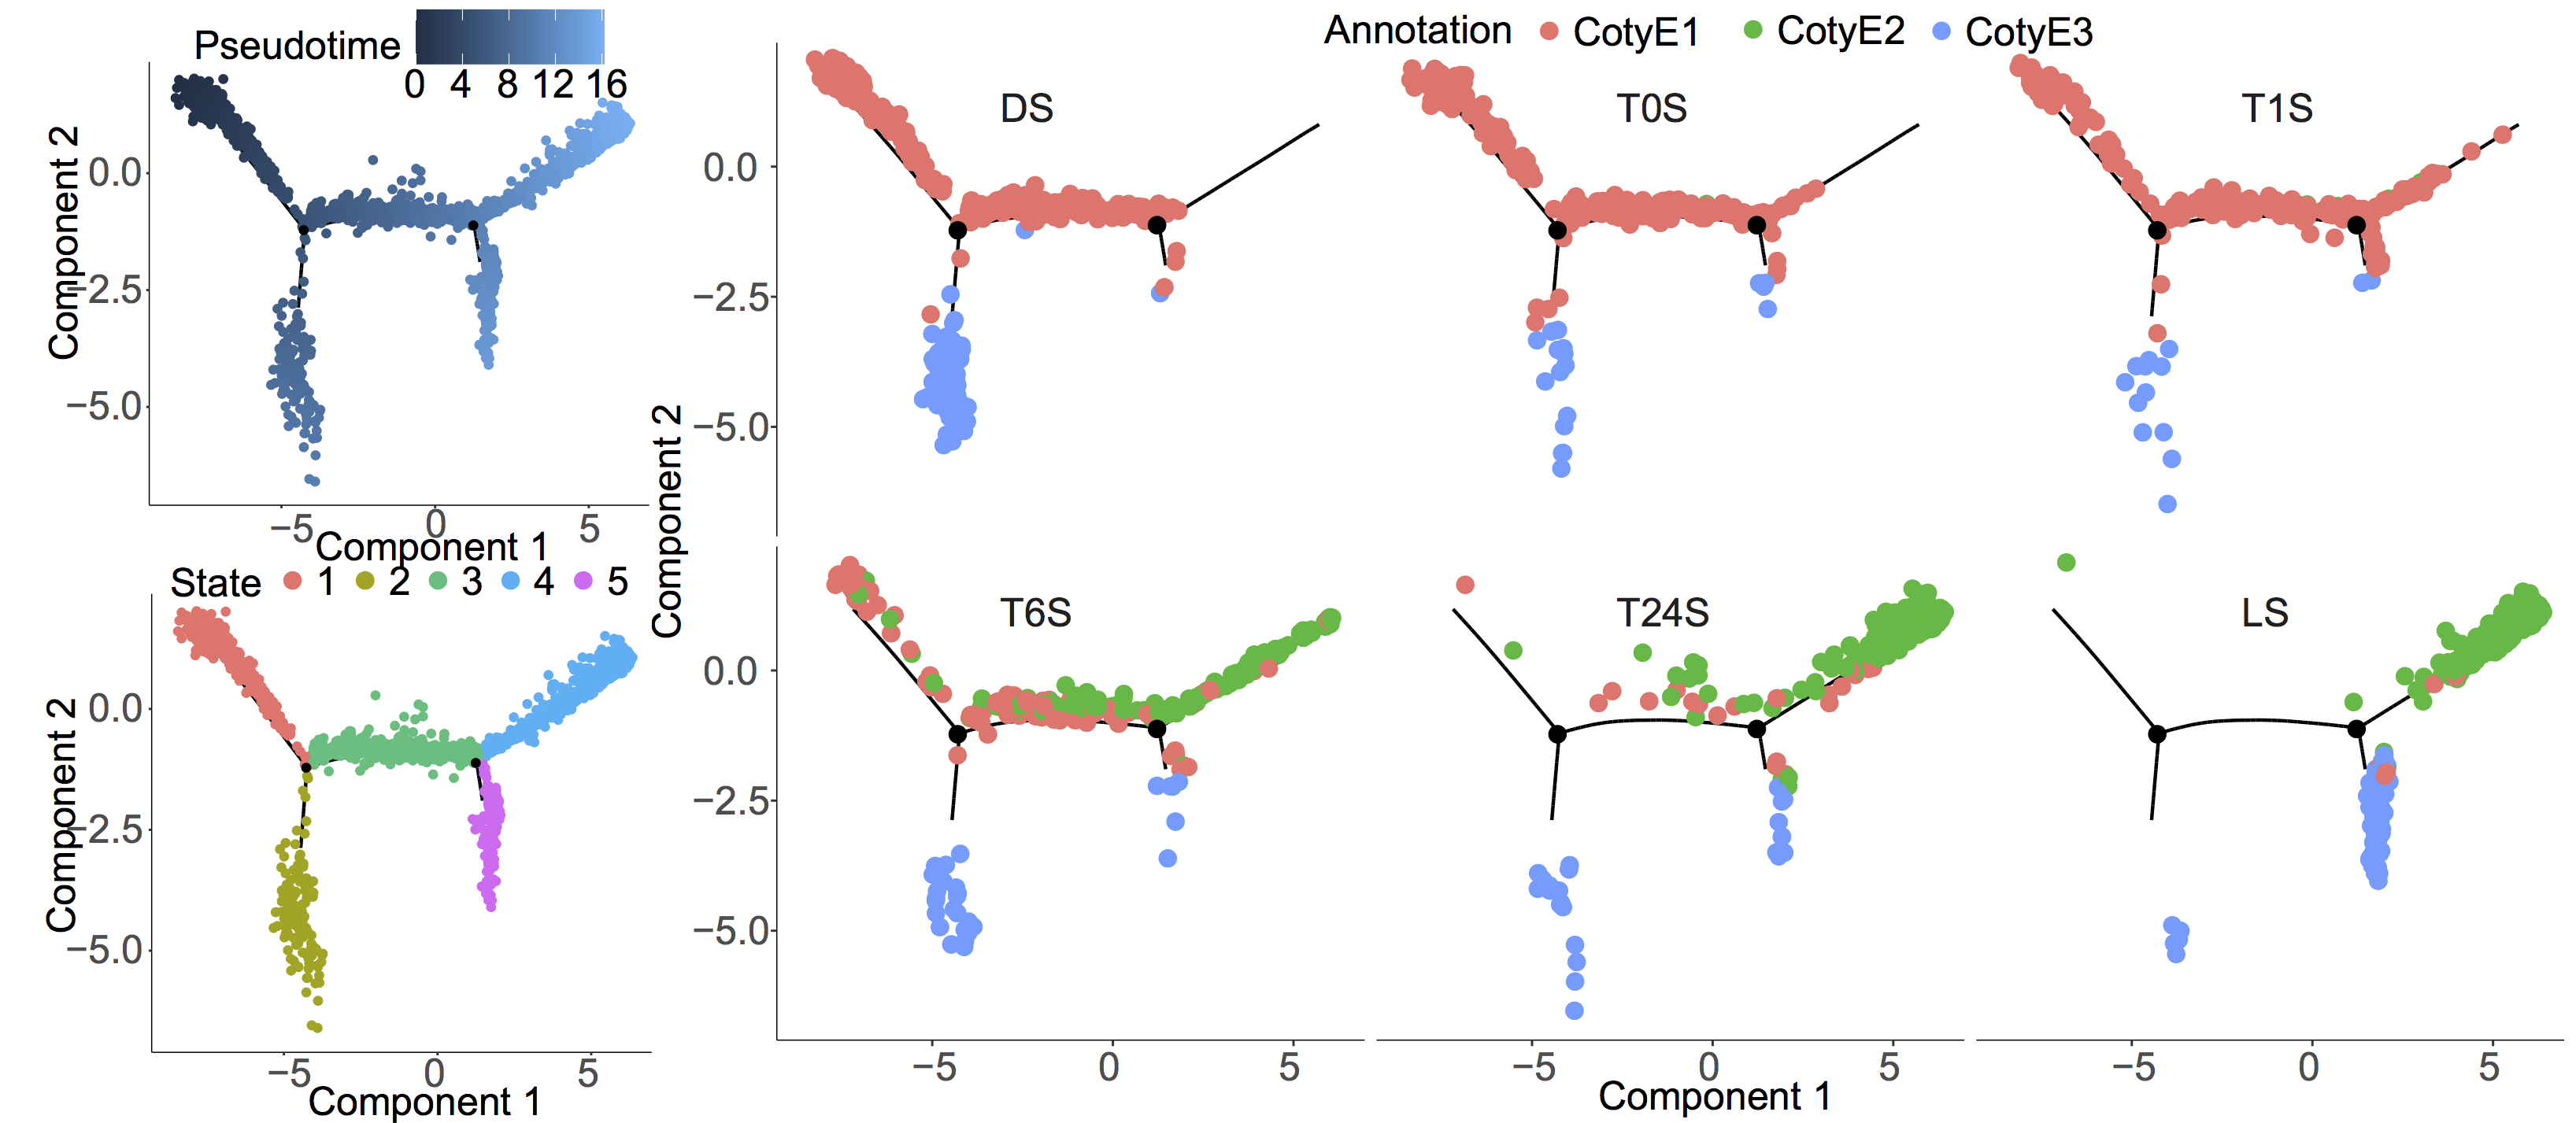 Pseudotime
0 4 8 12 16
Component 2
0.0
−2.5
−5.0
−5 0 5
Component 1
State 1 2 3 4 5
Component 2
0.0
−2.5
−5.0
−5 0 5
Component 1
Annotation CotyE1 CotyE2 CotyE3
DS T0S T1S
0.0
−2.5
−5.0
Component 2
T6S T24S LS
0.0
−2.5
−5.0
−5 0 5 −5 0 5 −5 0 5
Component 1